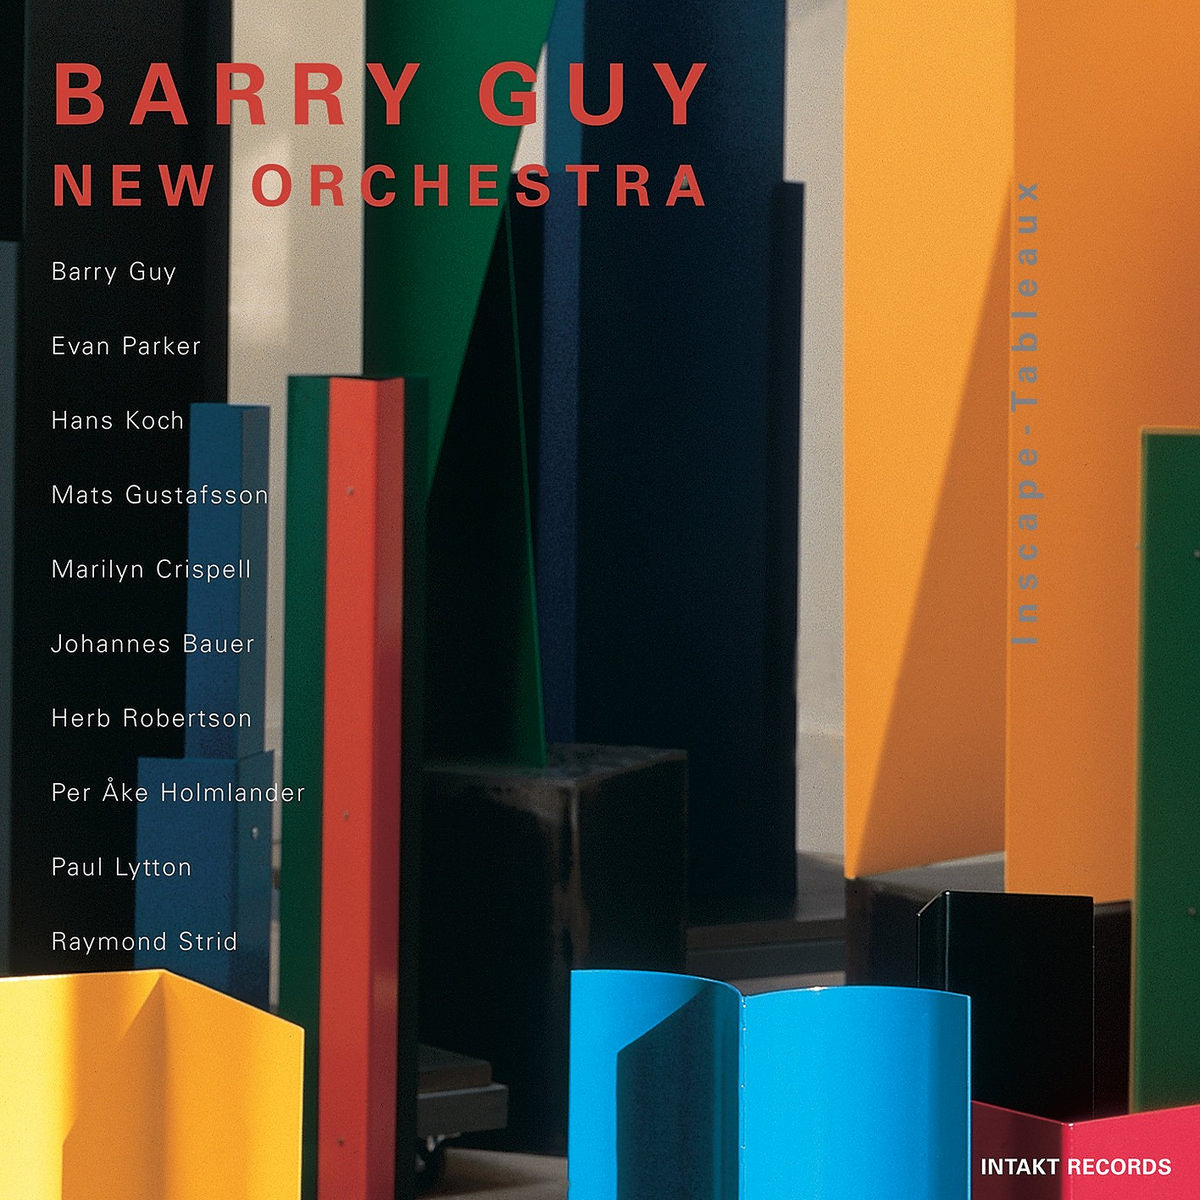 BARRY GUY
NEW ORCHESTRA
Barry Guy
Evan Parker
Hans Koch
Mats Gustafsson
Marilyn Crispell
Johannes Bauer
Herb Robertson
Per Åke Holmlander
Paul Lytton
Raymond Strid
Inscape-Tableaux
INTAKT RECORDS